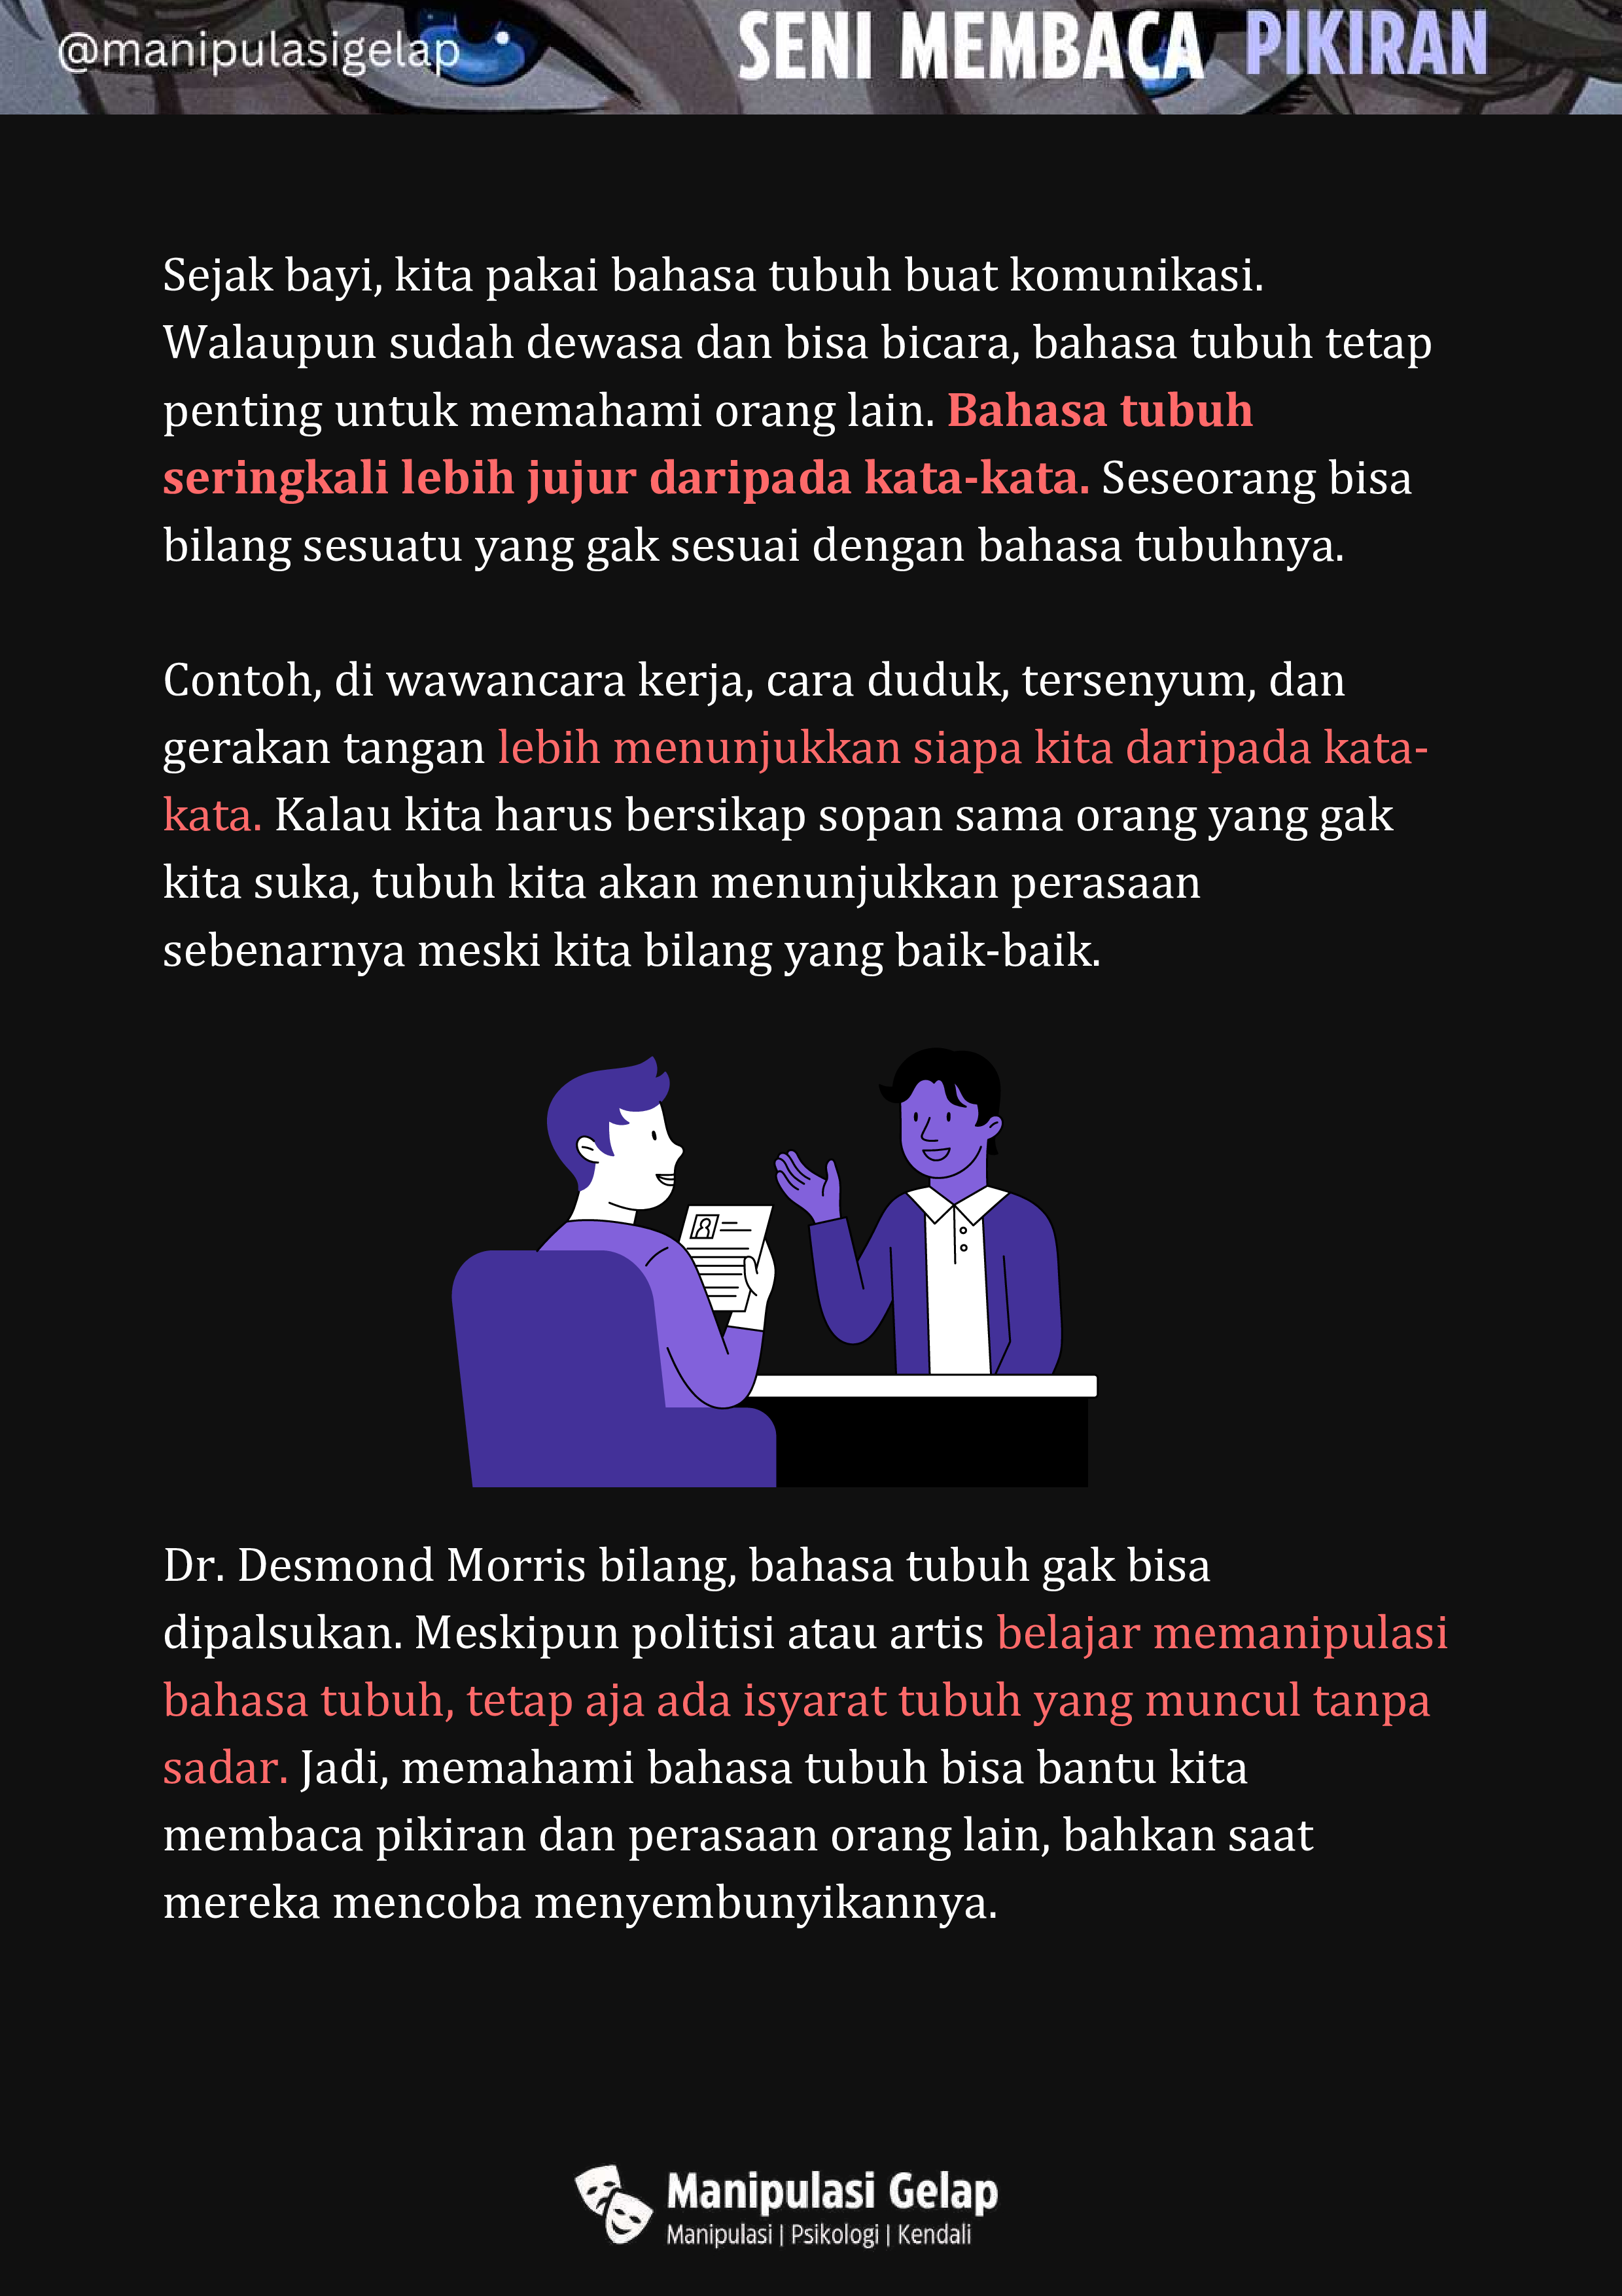 @manipulasigelap
SENI MEMBACA PIKIRAN
Sejak bayi, kita pakai bahasa tubuh buat komunikasi.
Walaupun sudah dewasa dan bisa bicara, bahasa tubuh tetap
penting untuk memahami orang lain. Bahasa tubuh
seringkali lebih jujur daripada kata-kata. Seseorang bisa
bilang sesuatu yang gak sesuai dengan bahasa tubuhnya.
Contoh, di wawancara kerja, cara duduk, tersenyum, dan
gerakan tangan lebih menunjukkan siapa kita daripada kata-
kata. Kalau kita harus bersikap sopan sama orang yang gak
kita suka, tubuh kita akan menunjukkan perasaan
sebenarnya meski kita bilang yang baik-baik.
Dr. Desmond Morris bilang, bahasa tubuh gak bisa
dipalsukan. Meskipun politisi atau artis belajar memanipulasi
bahasa tubuh, tetap aja ada isyarat tubuh yang muncul tanpa
sadar. Jadi, memahami bahasa tubuh bisa bantu kita
membaca pikiran dan perasaan orang lain, bahkan saat
mereka mencoba menyembunyikannya.
Manipulasi Gelap
Manipulasi | Psikologi | Kendali